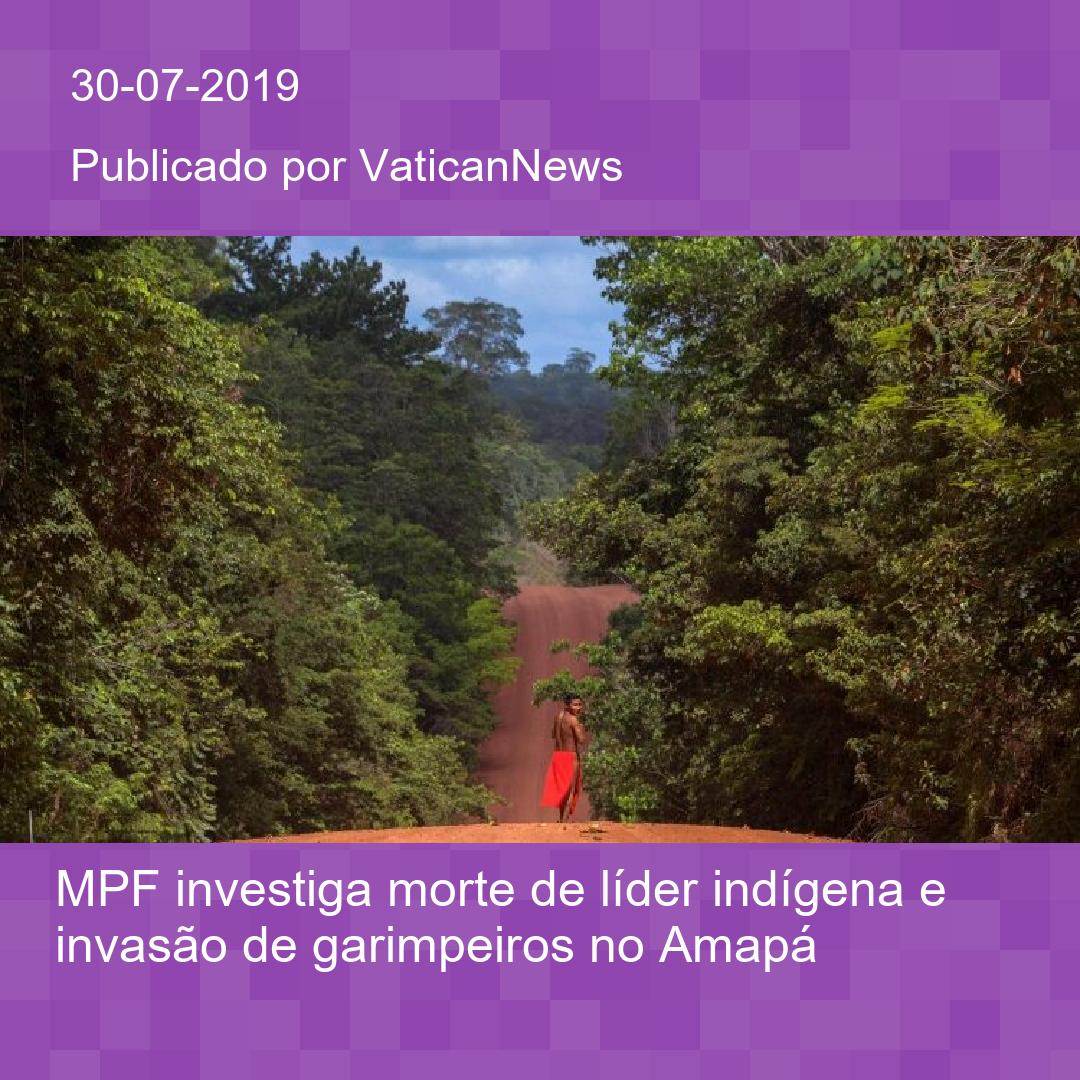 30-07-2019
Publicado por VaticanNews
MPF investiga morte de líder indígena e
invasão de garimpeiros no Amapá